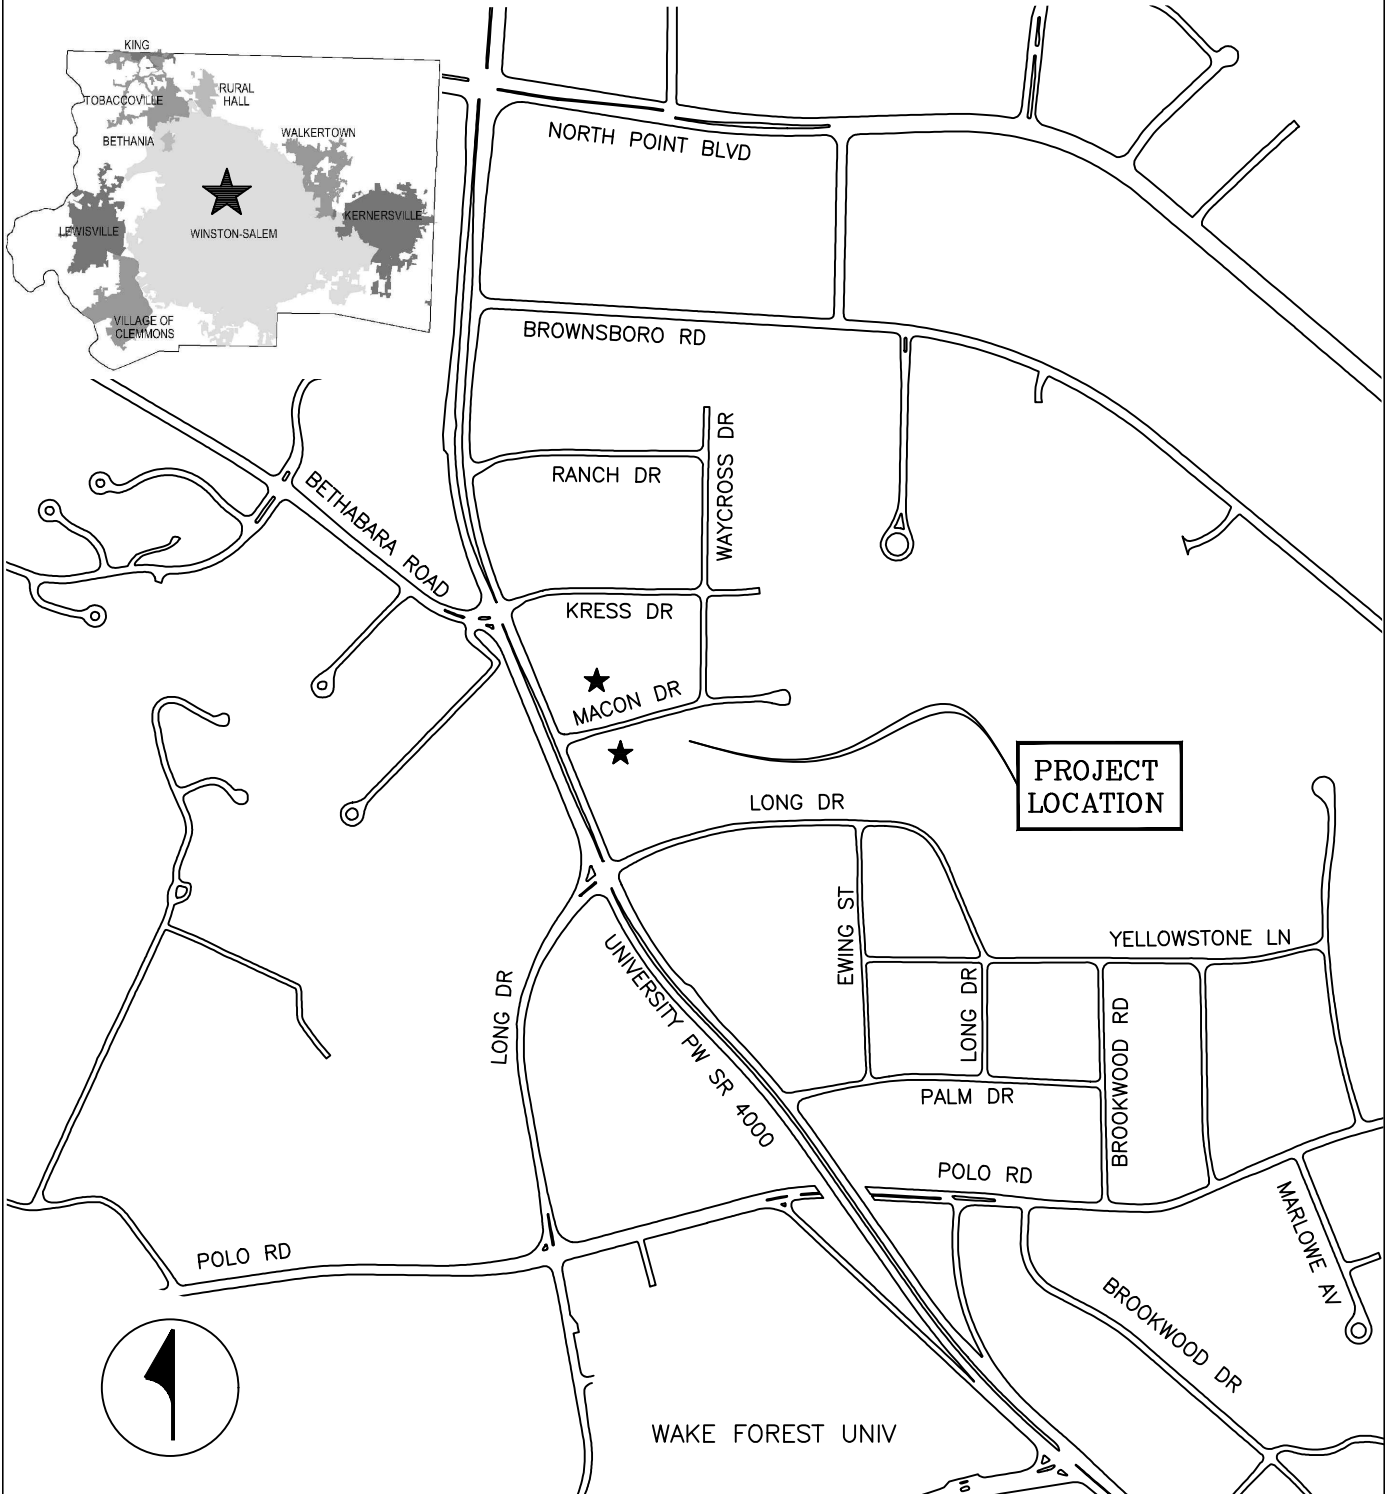 KING
TOBACCOVILLE
RURAL
HALL
BETHANIA
WALKERTOWN
KERNERSVILLE
LEWISVILLE
WINSTON-SALEM
VILLAGE OF
CLEMMONS
NORTH POINT BLVD
BROWNSBORO RD
RANCH DR
WAYCROSS DR
BETHABARA ROAD
KRESS DR
MACON DR
PROJECT
LOCATION
LONG DR
EWING ST
YELLOWSTONE LN
LONG DR
UNIVERSITY PW SR 4000
LONG DR
BROOKWOOD RD
PALM DR
POLO RD
MARLOWE AV
POLO RD
BROOKWOOD DR
WAKE FOREST UNIV